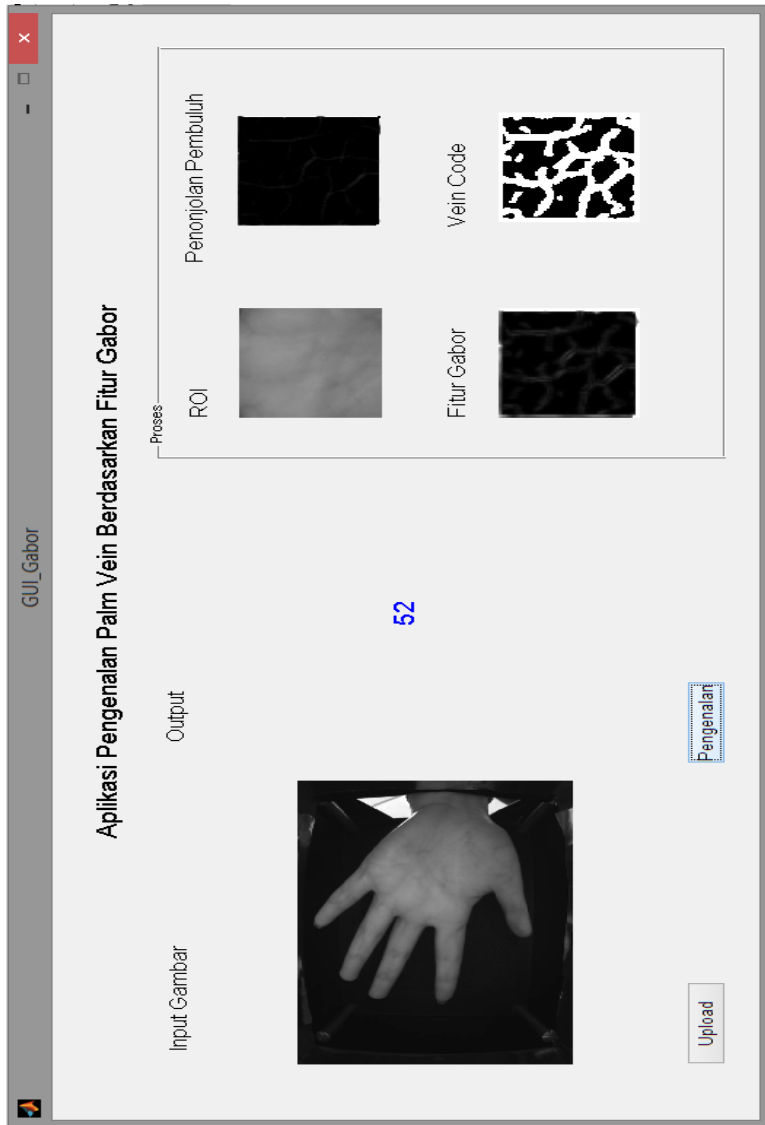 GUI_Gabor
Aplikasi Pengenalan Palm Vein Berdasarkan Fitur Gabor
Input Gambar
Output
52
Upload
Pengenalan
Proses
ROI
Penonjolan Pembuluh
Fitur Gabor
Vein Code